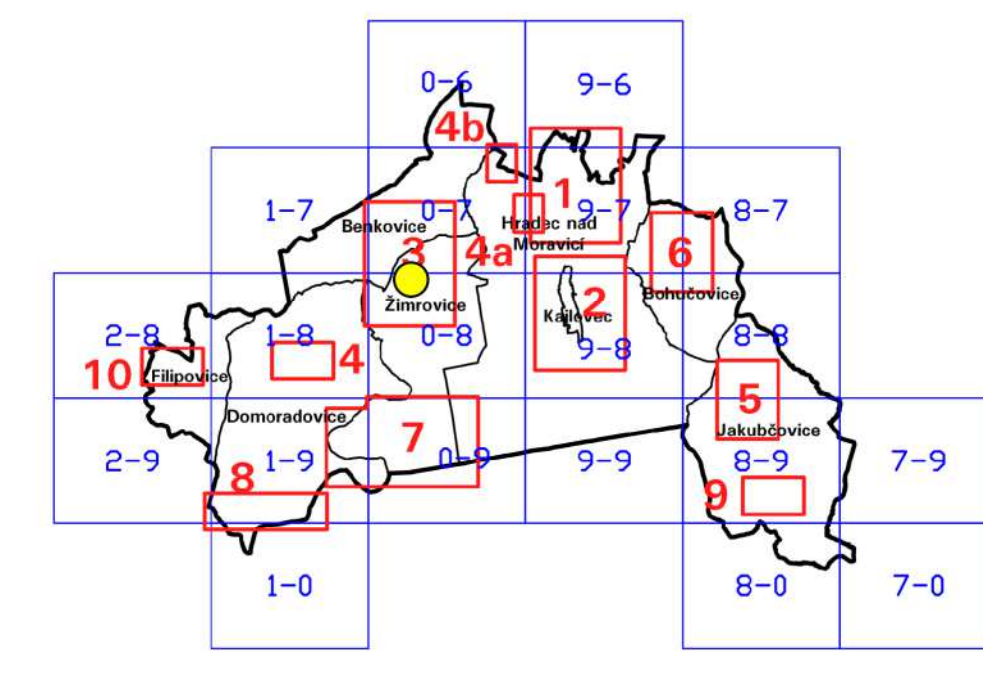 0-6
9-6
4b
1
1-7
0-7
9-7
8-7
Benkovice
Hradec nad
Moravicí
3
4a
6
Bohučovice
Žimrovice
2
Kajlovec
2-8
1-8
0-8
9-8
8-8
10
Filipovice
4
5
Domoradovice
Jakubčovice
7
2-9
1-9
0-9
9-9
8-9
7-9
8
9
1-0
8-0
7-0